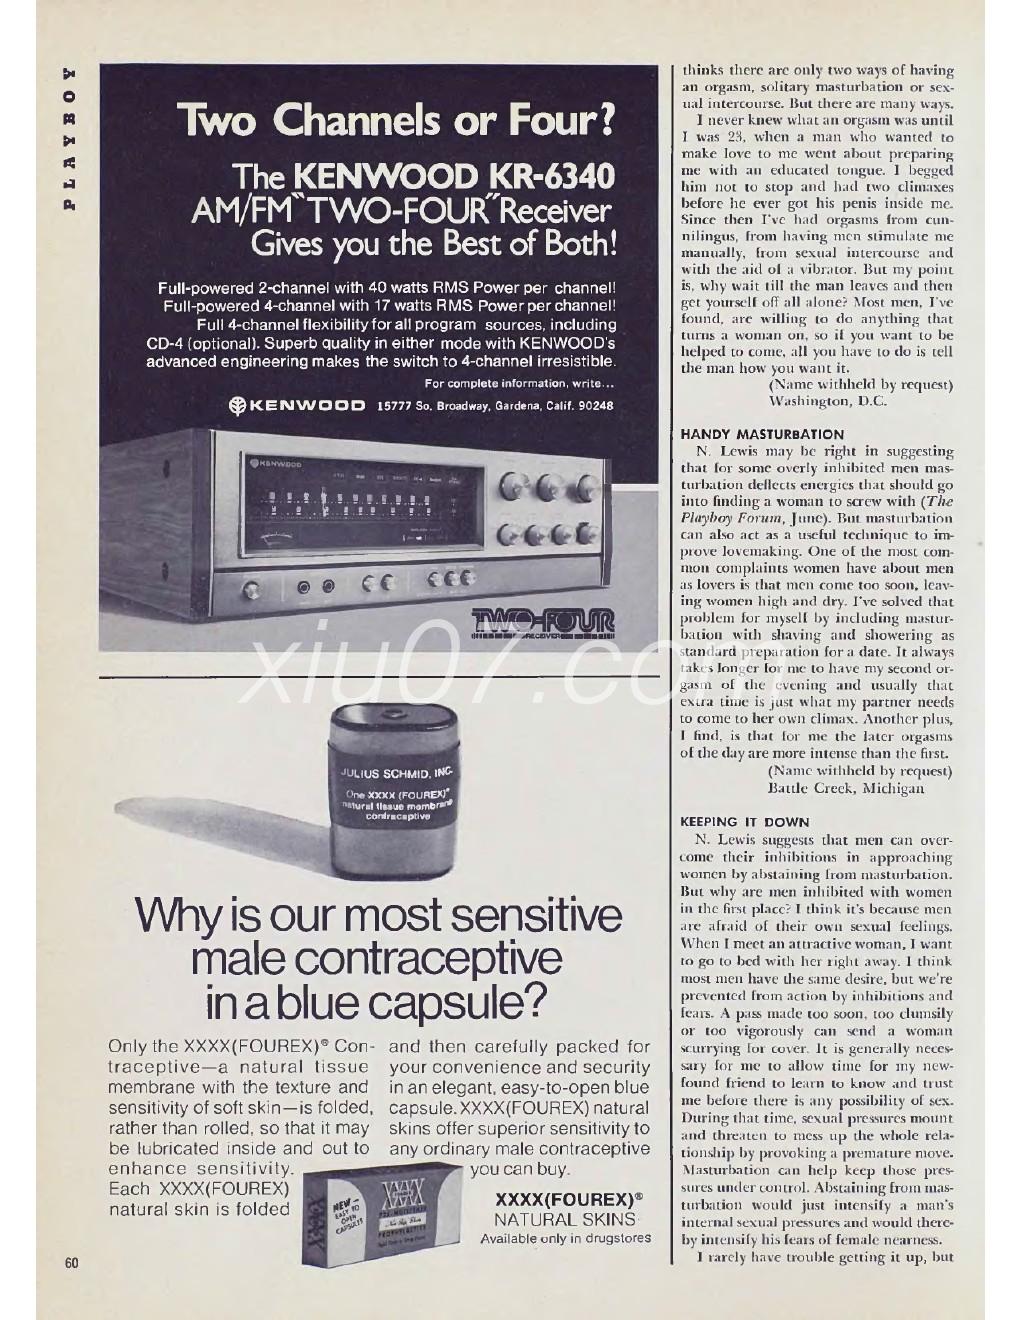 PLAYBOY
Two Channels or Four?
The KENWOOD KR-6340
AM/FM "TWO-FOUR" Receiver
Gives you the Best of Both!
Full-powered 2-channel with 40 watts RMS Power per channel!
Full-powered 4-channel with 17 watts RMS Power per channel!
Full 4-channel flexibility for all program sources, including
CD-4 (optional). Superb quality in either mode with KENWOOD's
advanced engineering makes the switch to 4-channel irresistible.
For complete information, write...
KENWOOD 15777 So. Broadway, Gardena, Calif. 90248
KENWOOD
TWO-FOUR
RECEIVER
xiu07.com
JULIUS SCHMID, INC.
One XXXX (FOUREX)®
natural tissue membrane
contraceptive
Why is our most sensitive
male contraceptive
in a blue capsule?
Only the XXXX(FOUREX)® Con-
traceptive—a natural tissue
membrane with the texture and
sensitivity of soft skin—is folded,
rather than rolled, so that it may
be lubricated inside and out to
enhance sensitivity.
Each XXXX(FOUREX)
natural skin is folded
and then carefully packed for
your convenience and security
in an elegant, easy-to-open blue
capsule. XXXX(FOUREX) natural
skins offer superior sensitivity to
any ordinary male contraceptive
you can buy.
NEW—
EASY TO
OPEN
CAPSULES
XXXX
XXXX(FOUREX)®
NATURAL SKINS
Available only in drugstores
60
thinks there are only two ways of having
an orgasm, solitary masturbation or sex-
ual intercourse. But there are many ways.
I never knew what an orgasm was until
I was 23, when a man who wanted to
make love to me went about preparing
me with an educated tongue. I begged
him not to stop and had two climaxes
before he ever got his penis inside me.
Since then I've had orgasms from cun-
nilingus, from having men stimulate me
manually, from sexual intercourse and
with the aid of a vibrator. But my point
is, why wait till the man leaves and then
get yourself off all alone? Most men, I've
found, are willing to do anything that
turns a woman on, so if you want to be
helped to come, all you have to do is tell
the man how you want it.
(Name withheld by request)
Washington, D.C.
HANDY MASTURBATION
N. Lewis may be right in suggesting
that for some overly inhibited men mas-
turbation deflects energies that should go
into finding a woman to screw with (The
Playboy Forum, June). But masturbation
can also act as a useful technique to im-
prove lovemaking. One of the most com-
mon complaints women have about men
as lovers is that men come too soon, leav-
ing women high and dry. I've solved that
problem for myself by including mastur-
bation with shaving and showering as
standard preparation for a date. It always
takes longer for me to have my second or-
gasm of the evening and usually that
extra time is just what my partner needs
to come to her own climax. Another plus,
I find, is that for me the later orgasms
of the day are more intense than the first.
(Name withheld by request)
Battle Creek, Michigan
KEEPING IT DOWN
N. Lewis suggests that men can over-
come their inhibitions in approaching
women by abstaining from masturbation.
But why are men inhibited with women
in the first place? I think it's because men
are afraid of their own sexual feelings.
When I meet an attractive woman, I want
to go to bed with her right away. I think
most men have the same desire, but we're
prevented from action by inhibitions and
fears. A pass made too soon, too clumsily
or too vigorously can send a woman
scurrying for cover. It is generally neces-
sary for me to allow time for my new-
found friend to learn to know and trust
me before there is any possibility of sex.
During that time, sexual pressures mount
and threaten to mess up the whole rela-
tionship by provoking a premature move.
Masturbation can help keep those pres-
sures under control. Abstaining from mas-
turbation would just intensify a man's
internal sexual pressures and would there-
by intensify his fears of female nearness.
I rarely have trouble getting it up, but